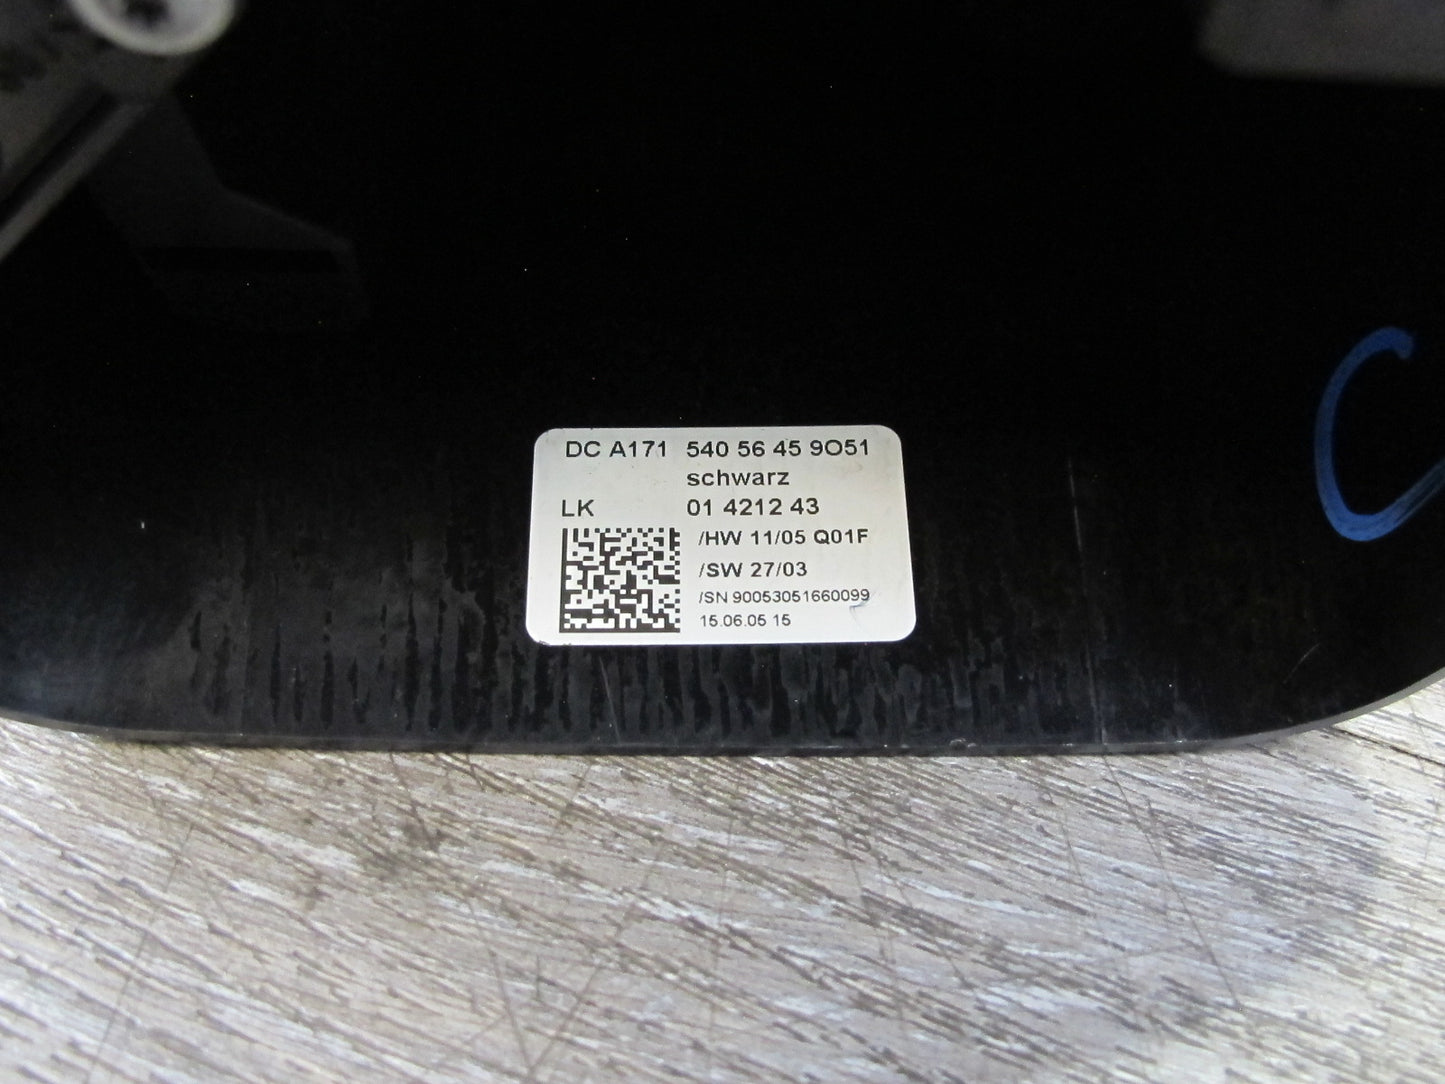 DC A171 540 56 45 9O51
schwarz
LK 01 4212 43
/HW 11/05 Q01F
/SW 27/03
/SN 90053051660099
15.06.05 15
C